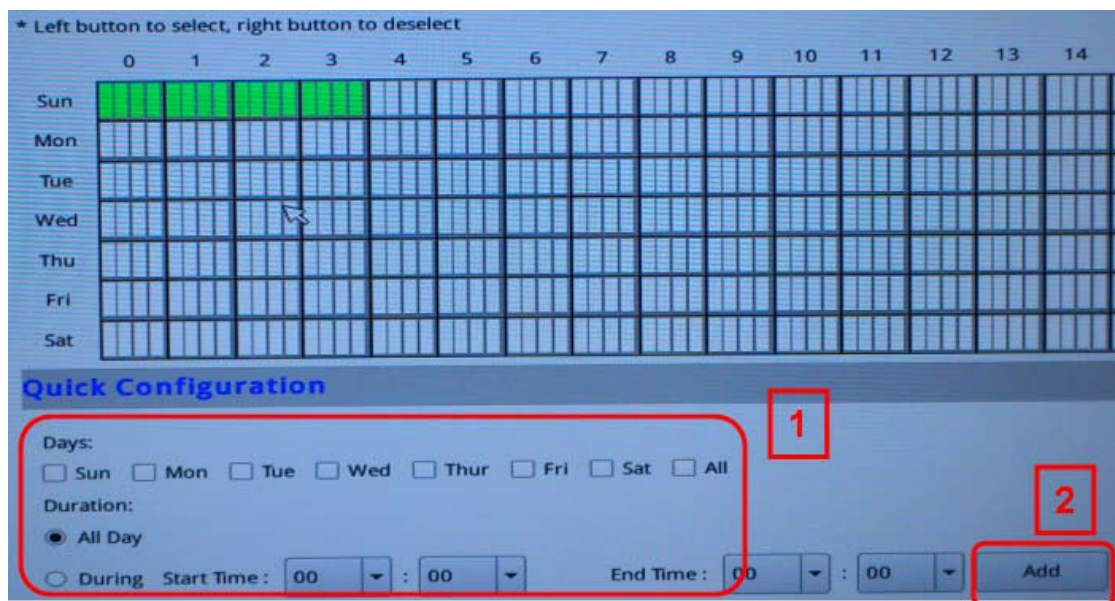 * Left button to select, right button to deselect
0 1 2 3 4 5 6 7 8 9 10 11 12 13 14
Sun
Mon
Tue
Wed
Thu
Fri
Sat
Quick Configuration
1
Days:
Sun Mon Tue Wed Thur Fri Sat All
2
Duration:
All Day
During Start Time : 00 : 00 End Time : 00 : 00 Add